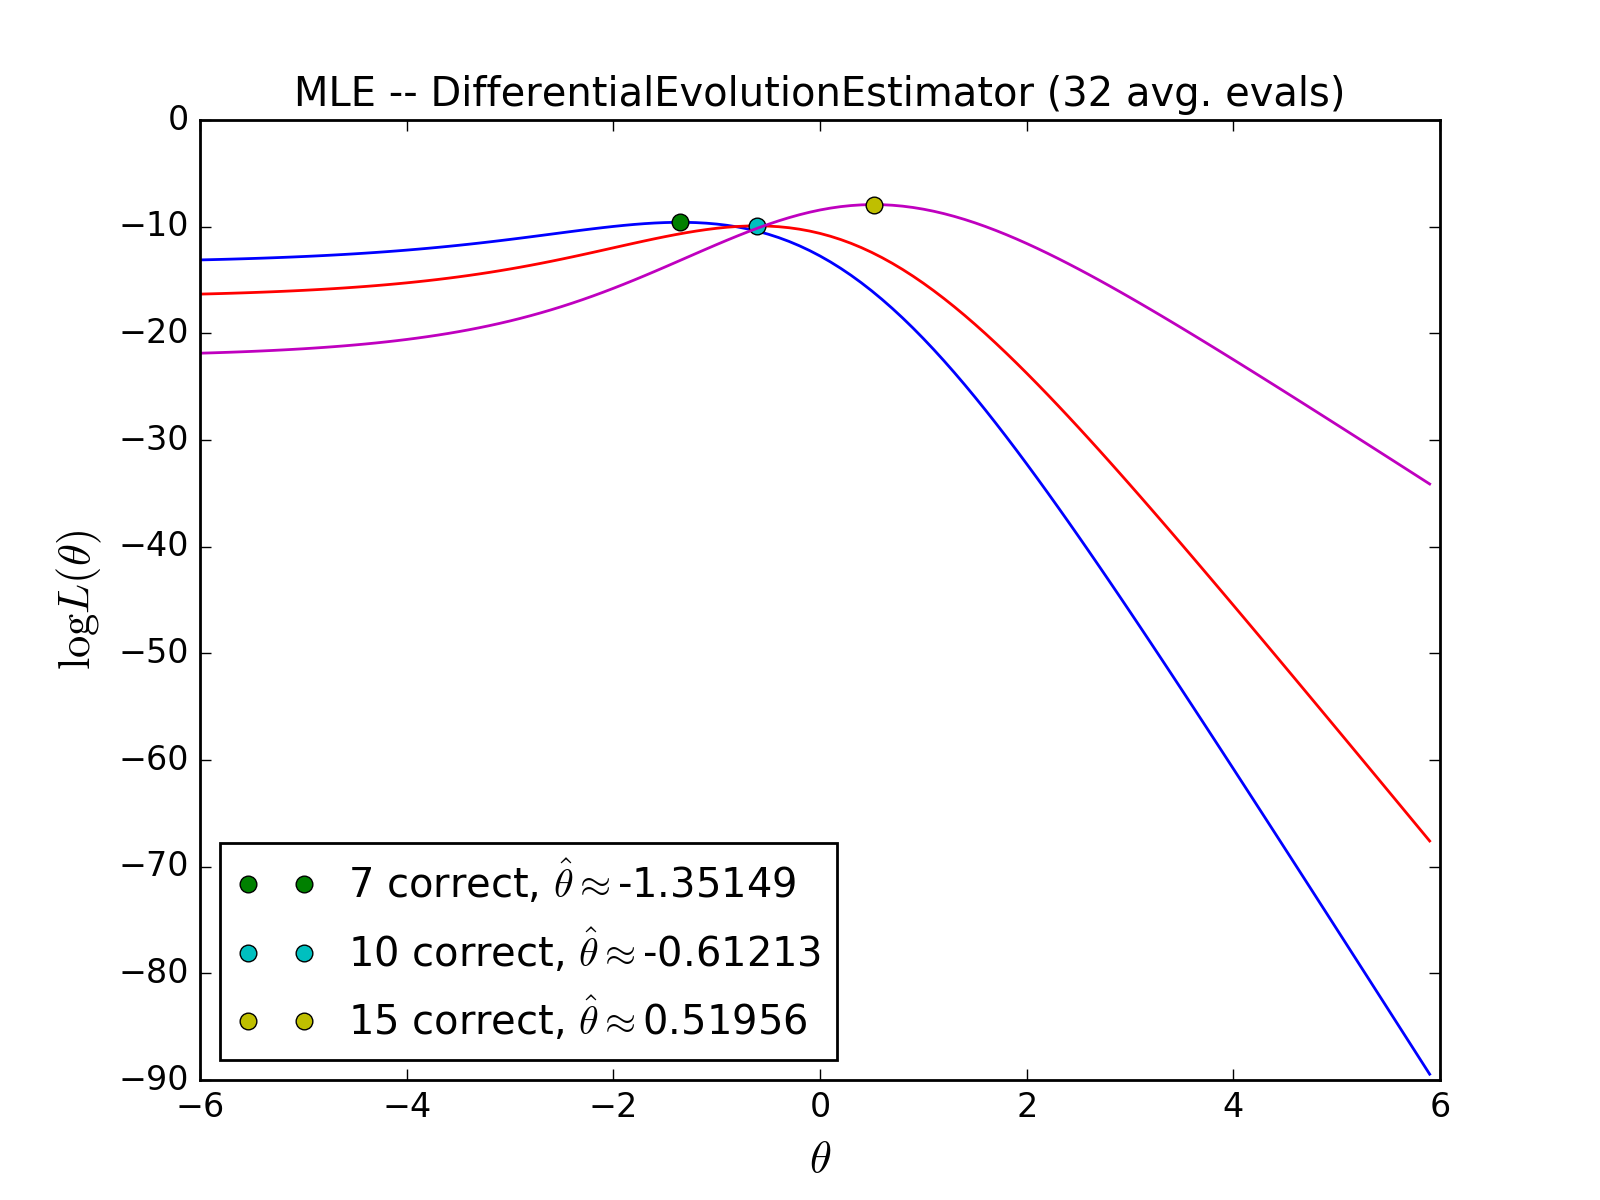 MLE -- DifferentialEvolutionEstimator (32 avg. evals)
0
−10
−20
−30
−40
−50
−60
−70
−80
−90
log L(θ)
7 correct, θ̂ ≈ -1.35149
10 correct, θ̂ ≈ -0.61213
15 correct, θ̂ ≈ 0.51956
−6 −4 −2 0 2 4 6
θ